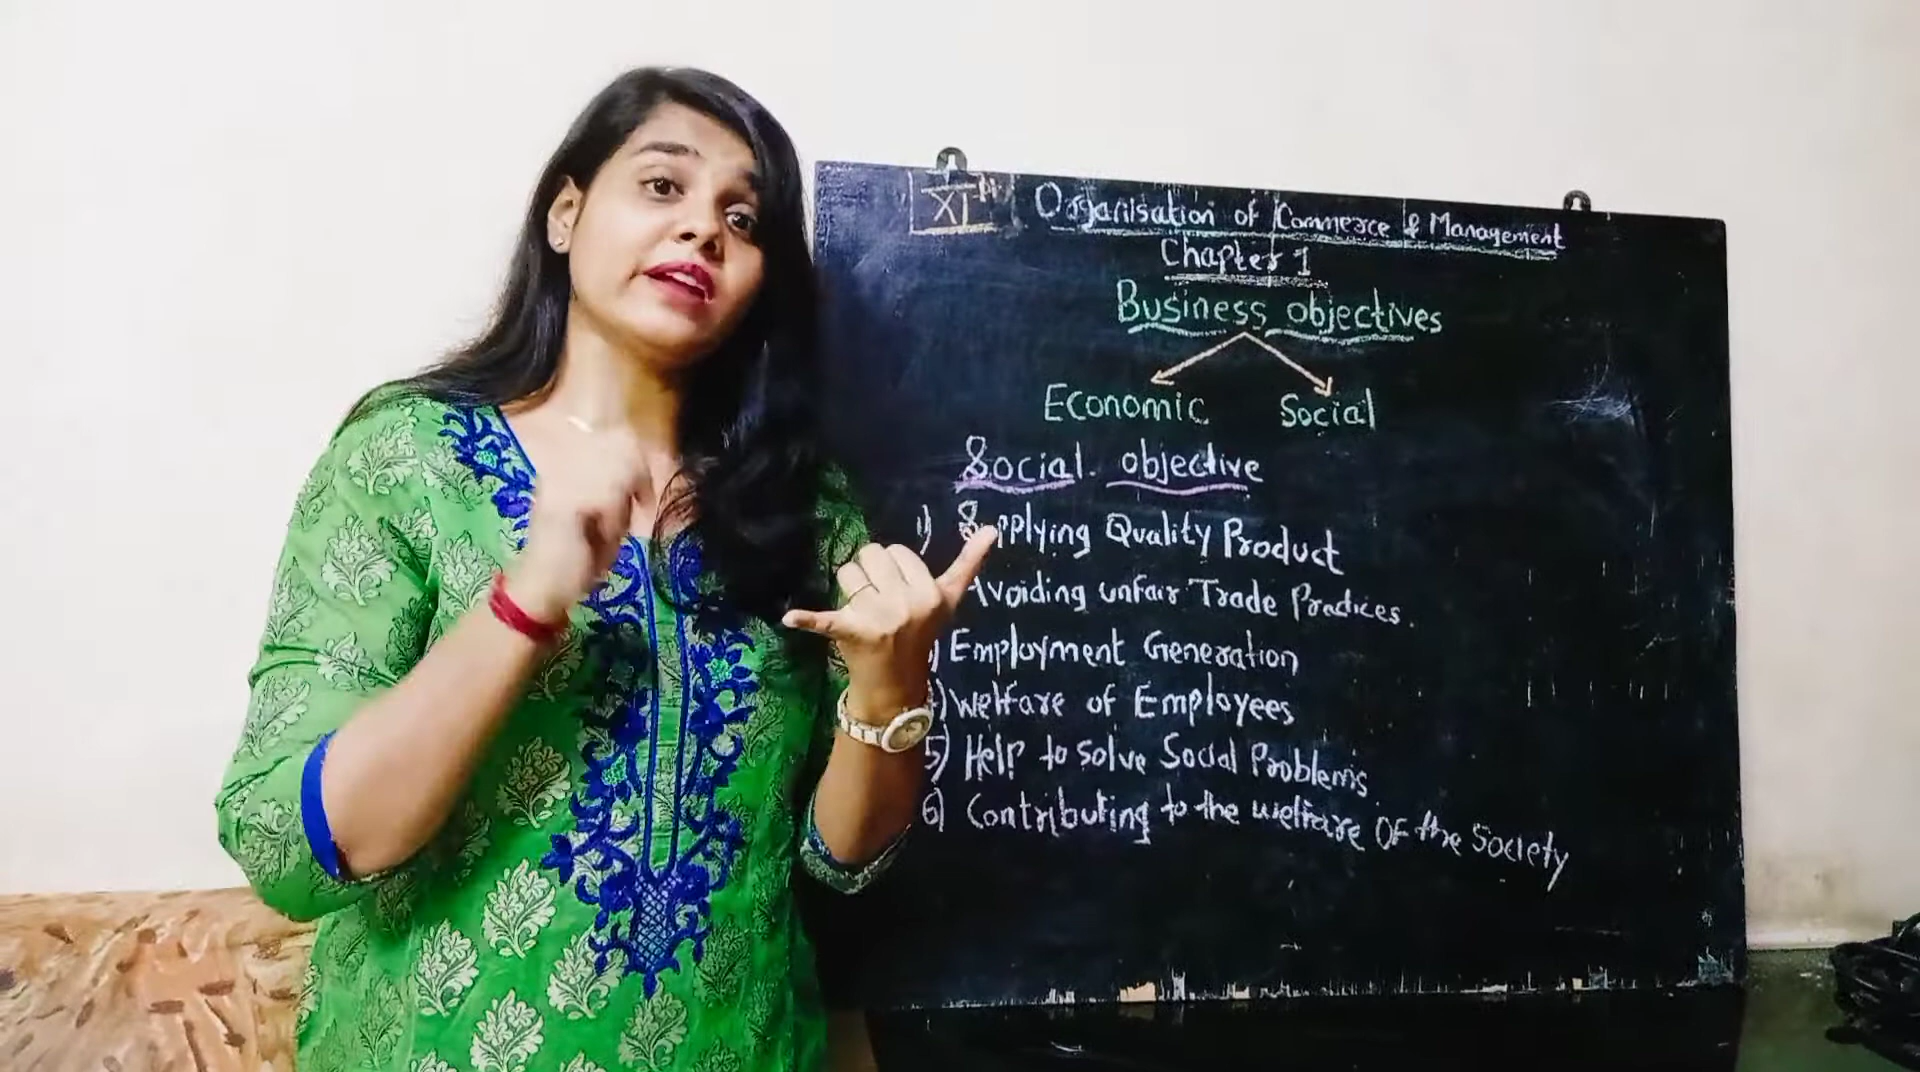 XI th Organisation of Commerce & Management
Chapter 1
Business objectives
Economic Social
Social objective
1) Supplying Quality Product
Avoiding unfair Trade Practices.
) Employment Generation
4) Welfare of Employees
5) Help to solve Social Problems
6) Contributing to the welfare OF the Society